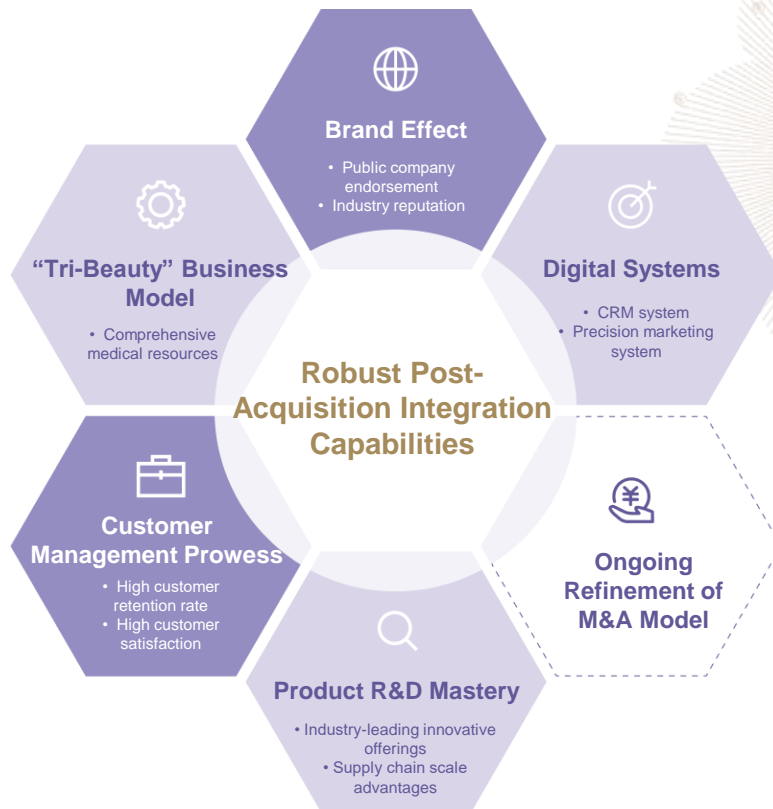 Brand Effect
• Public company
endorsement
• Industry reputation
“Tri-Beauty” Business
Model
• Comprehensive
medical resources
Digital Systems
• CRM system
• Precision marketing
system
Robust Post-
Acquisition Integration
Capabilities
Customer
Management Prowess
• High customer
retention rate
• High customer
satisfaction
¥
Ongoing
Refinement of
M&A Model
Product R&D Mastery
• Industry-leading innovative
offerings
• Supply chain scale
advantages